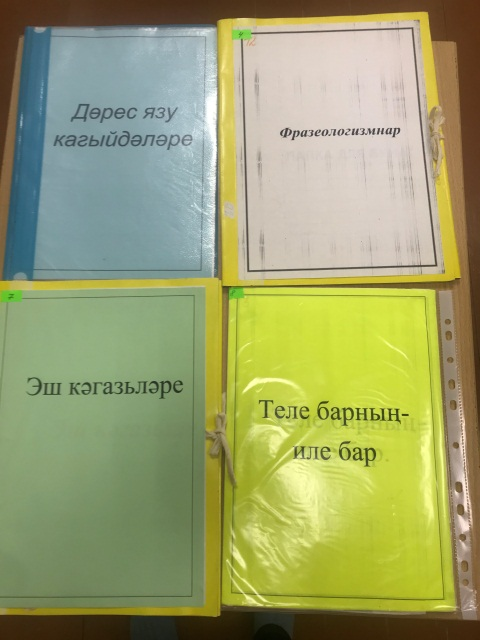 Дөрес язу
кагыйдәләре
Фразеологизмнар
Эш кәгазьләре
Теле барның-
иле бар